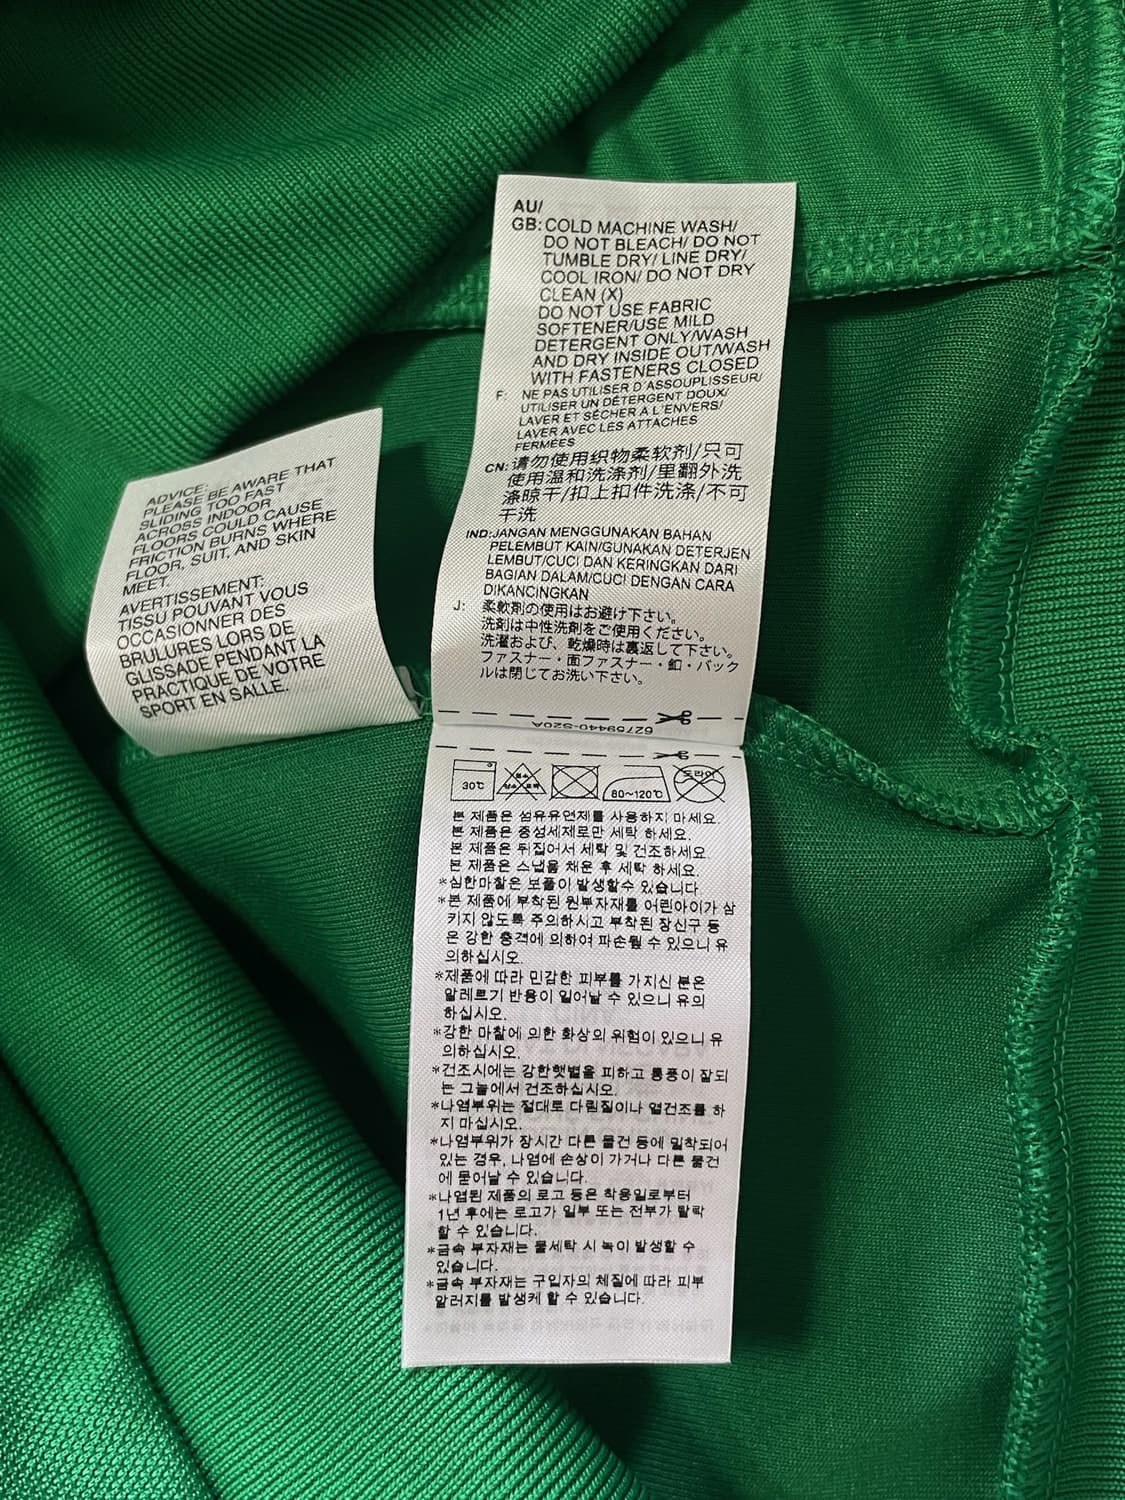 ADVICE:
PLEASE BE AWARE THAT
SLIDING TOO FAST
ACROSS INDOOR
FLOORS COULD CAUSE
FRICTION BURNS WHERE
FLOOR, SUIT, AND SKIN
MEET.
AVERTISSEMENT:
TISSU POUVANT VOUS
OCCASIONNER DES
BRULURES LORS DE
GLISSADE PENDANT LA
PRACTIQUE DE VOTRE
SPORT EN SALLE.
AU/
GB: COLD MACHINE WASH/
DO NOT BLEACH/ DO NOT
TUMBLE DRY/ LINE DRY/
COOL IRON/ DO NOT DRY
CLEAN (X)
DO NOT USE FABRIC
SOFTENER/USE MILD
DETERGENT ONLY/WASH
AND DRY INSIDE OUT/WASH
WITH FASTENERS CLOSED
F: NE PAS UTILISER D'ASSOUPLISSEUR/
UTILISER UN DÉTERGENT DOUX/
LAVER ET SÉCHER A L'ENVERS/
LAVER AVEC LES ATTACHES
FERMÉES
CN: 请勿使用织物柔软剂/只可
使用温和洗涤剂/里翻外洗
涤晾干/扣上扣件洗涤/不可
干洗
IND:JANGAN MENGGUNAKAN BAHAN
PELEMBUT KAIN/GUNAKAN DETERJEN
LEMBUT/CUCI DAN KERINGKAN DARI
BAGIAN DALAM/CUCI DENGAN CARA
DIKANCINGKAN
J: 柔軟剤の使用はお避け下さい。
洗剤は中性洗剤をご使用ください。
洗濯および、乾燥時は裏返して下さい。
ファスナー・面ファスナー・釦・バック
ルは閉じてお洗い下さい。
62759440-S20A
30℃ 80~120℃ 드라이
본 제품은 섬유유연제를 사용하지 마세요.
본 제품은 중성세제로만 세탁 하세요.
본 제품은 뒤집어서 세탁 및 건조하세요.
본 제품은 스냅을 채운 후 세탁 하세요.
*심한마찰은 보풀이 발생할수 있습니다.
*본 제품에 부착된 원부자재를 어린아이가 삼
키지 않도록 주의하시고 부착된 장신구 등
은 강한 충격에 의하여 파손될 수 있으니 유
의하십시오.
*제품에 따라 민감한 피부를 가지신 분은
알레르기 반응이 일어날 수 있으니 유의
하십시오.
*강한 마찰에 의한 화상의 위험이 있으니 유
의하십시오.
*건조시에는 강한햇볕을 피하고 통풍이 잘되
는 그늘에서 건조하십시오.
*나염부위는 절대로 다림질이나 열건조를 하
지 마십시오.
*나염부위가 장시간 다른 물건 등에 밀착되어
있는 경우, 나염에 손상이 가거나 다른 물건
에 묻어날 수 있습니다.
*나염된 제품의 로고 등은 착용일로부터
1년 후에는 로고가 일부 또는 전부가 탈락
할 수 있습니다.
*금속 부자재는 물세탁 시 녹이 발생할 수
있습니다.
*금속 부자재는 구입자의 체질에 따라 피부
알러지를 발생케 할 수 있습니다.